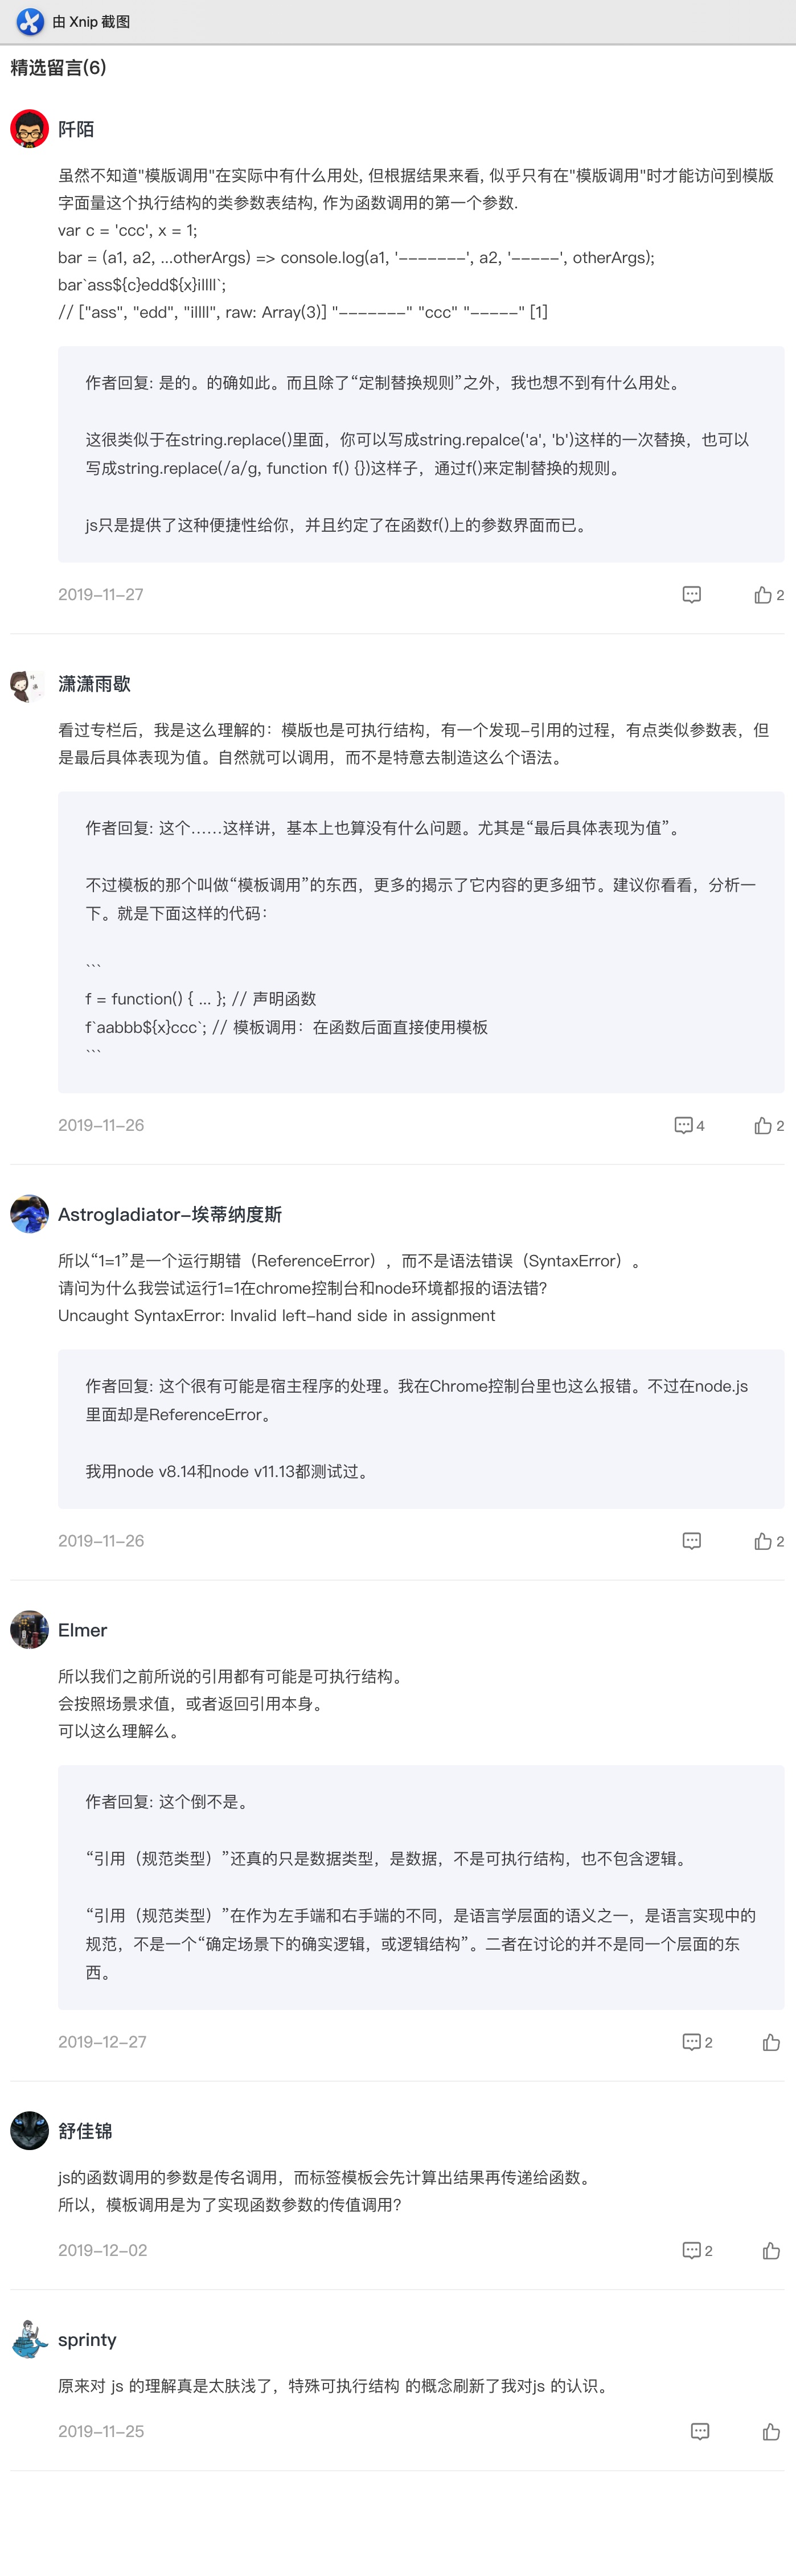 由 Xnip 截图
精选留言(6)
阡陌
虽然不知道"模版调用"在实际中有什么用处, 但根据结果来看, 似乎只有在"模版调用"时才能访问到模版
字面量这个执行结构的类参数表结构, 作为函数调用的第一个参数.
var c = 'ccc', x = 1;
bar = (a1, a2, ...otherArgs) => console.log(a1, '-------', a2, '-----', otherArgs);
bar`ass${c}edd${x}illll`;
// ["ass", "edd", "illll", raw: Array(3)] "-------" "ccc" "-----" [1]
作者回复: 是的。的确如此。而且除了“定制替换规则”之外，我也想不到有什么用处。
这很类似于在string.replace()里面，你可以写成string.repalce('a', 'b')这样的一次替换，也可以
写成string.replace(/a/g, function f() {})这样子，通过f()来定制替换的规则。
js只是提供了这种便捷性给你，并且约定了在函数f()上的参数界面而已。
2019-11-27 2
潇潇雨歇
看过专栏后，我是这么理解的：模版也是可执行结构，有一个发现-引用的过程，有点类似参数表，但
是最后具体表现为值。自然就可以调用，而不是特意去制造这么个语法。
作者回复: 这个……这样讲，基本上也算没有什么问题。尤其是“最后具体表现为值”。
不过模板的那个叫做“模板调用”的东西，更多的揭示了它内容的更多细节。建议你看看，分析一
下。就是下面这样的代码：
```
f = function() { ... }; // 声明函数
f`aabbb${x}ccc`; // 模板调用：在函数后面直接使用模板
```
2019-11-26 4 2
Astrogladiator-埃蒂纳度斯
所以“1=1”是一个运行期错（ReferenceError），而不是语法错误（SyntaxError）。
请问为什么我尝试运行1=1在chrome控制台和node环境都报的语法错?
Uncaught SyntaxError: Invalid left-hand side in assignment
作者回复: 这个很有可能是宿主程序的处理。我在Chrome控制台里也这么报错。不过在node.js
里面却是ReferenceError。
我用node v8.14和node v11.13都测试过。
2019-11-26 2
Elmer
所以我们之前所说的引用都有可能是可执行结构。
会按照场景求值，或者返回引用本身。
可以这么理解么。
作者回复: 这个倒不是。
“引用（规范类型）”还真的只是数据类型，是数据，不是可执行结构，也不包含逻辑。
“引用（规范类型）”在作为左手端和右手端的不同，是语言学层面的语义之一，是语言实现中的
规范，不是一个“确定场景下的确实逻辑，或逻辑结构”。二者在讨论的并不是同一个层面的东
西。
2019-12-27 2
舒佳锦
js的函数调用的参数是传名调用，而标签模板会先计算出结果再传递给函数。
所以，模板调用是为了实现函数参数的传值调用?
2019-12-02 2
sprinty
原来对 js 的理解真是太肤浅了，特殊可执行结构 的概念刷新了我对js 的认识。
2019-11-25